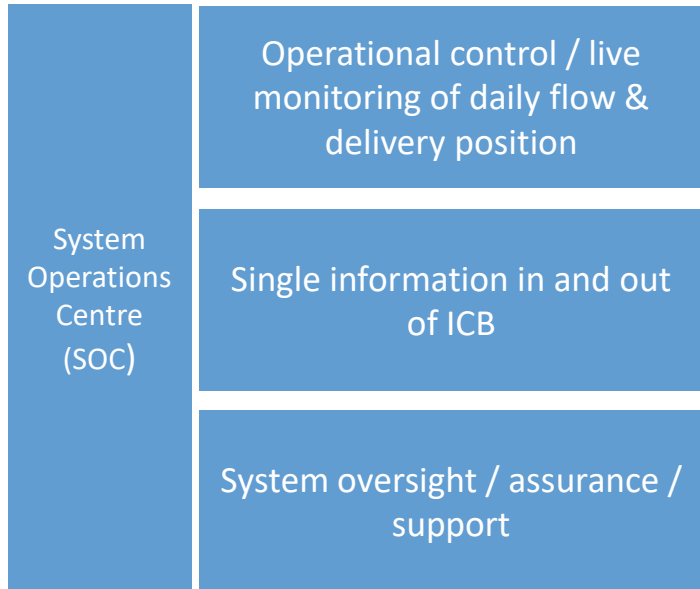 System
Operations
Centre
(SOC)
Operational control / live
monitoring of daily flow &
delivery position
Single information in and out
of ICB
System oversight / assurance /
support